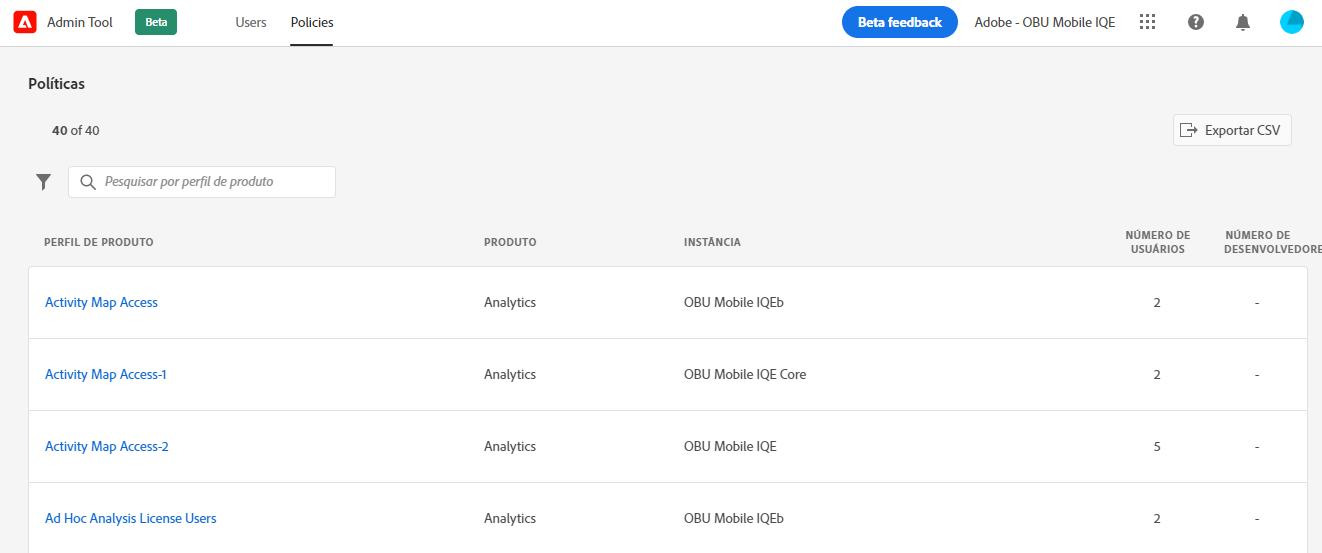 Admin Tool Beta Users Policies Beta feedback Adobe - OBU Mobile IQE
Políticas
40 of 40
Exportar CSV
Pesquisar por perfil de produto
PERFIL DE PRODUTO PRODUTO INSTÂNCIA NÚMERO DE USUÁRIOS NÚMERO DE DESENVOLVEDORE
Activity Map Access Analytics OBU Mobile IQEb 2 -
Activity Map Access-1 Analytics OBU Mobile IQE Core 2 -
Activity Map Access-2 Analytics OBU Mobile IQE 5 -
Ad Hoc Analysis License Users Analytics OBU Mobile IQEb 2 -